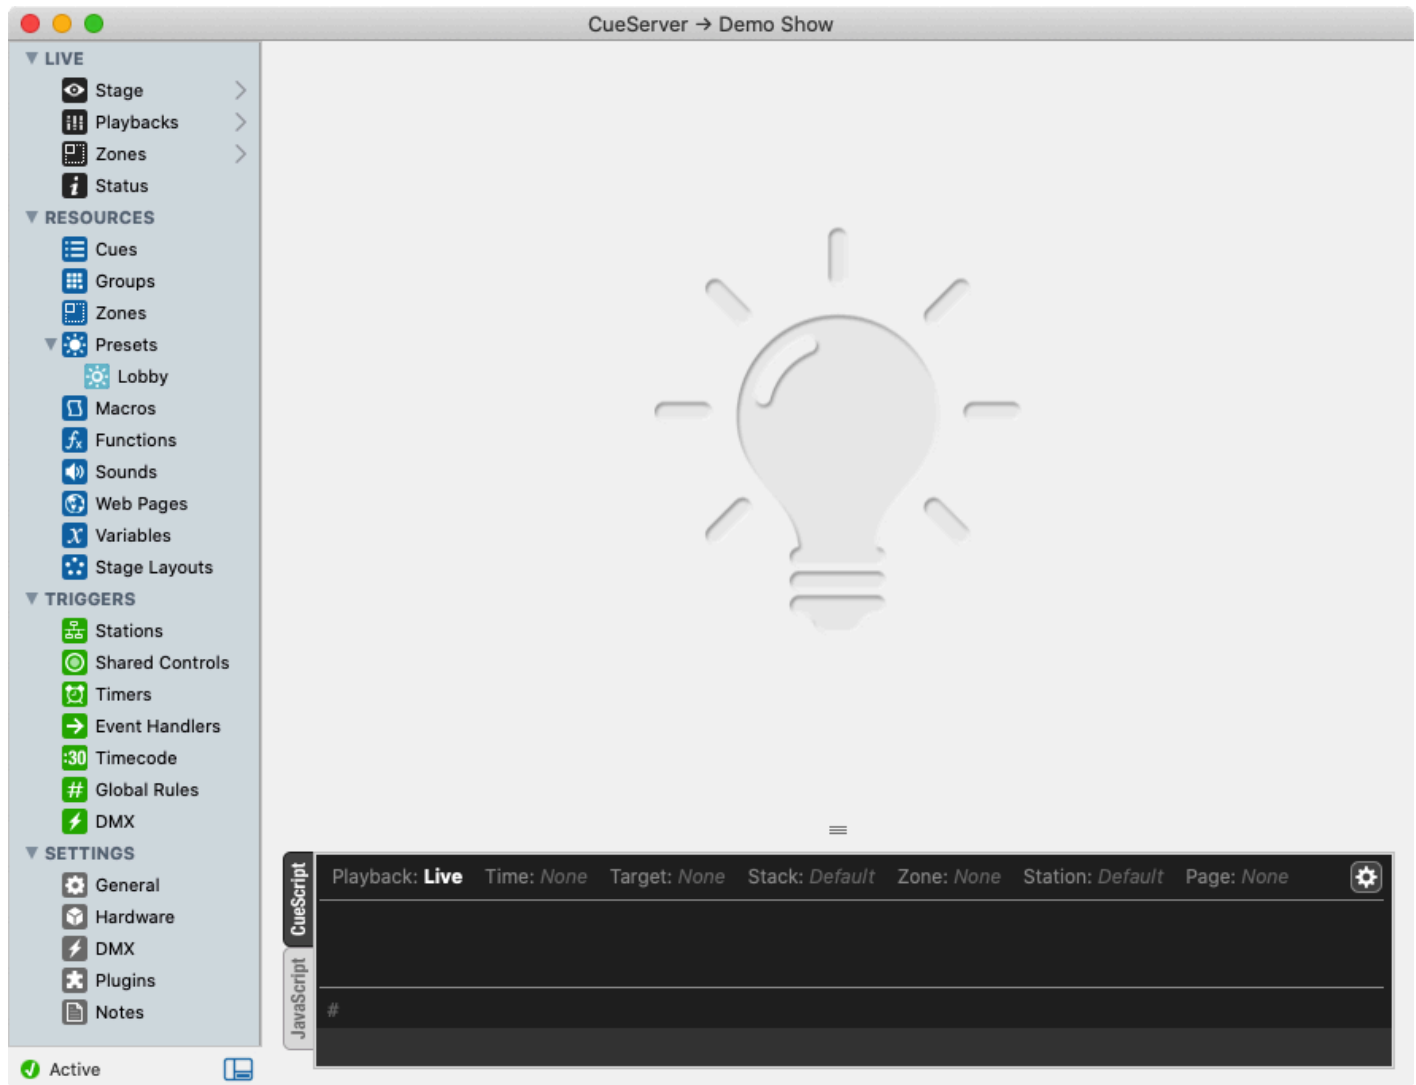 CueServer → Demo Show
LIVE
Stage
Playbacks
Zones
Status
RESOURCES
Cues
Groups
Zones
Presets
Lobby
Macros
Functions
Sounds
Web Pages
Variables
Stage Layouts
TRIGGERS
Stations
Shared Controls
Timers
Event Handlers
:30 Timecode
# Global Rules
DMX
SETTINGS
General
Hardware
DMX
Plugins
Notes
Active
CueScript
JavaScript
Playback: Live Time: None Target: None Stack: Default Zone: None Station: Default Page: None
#